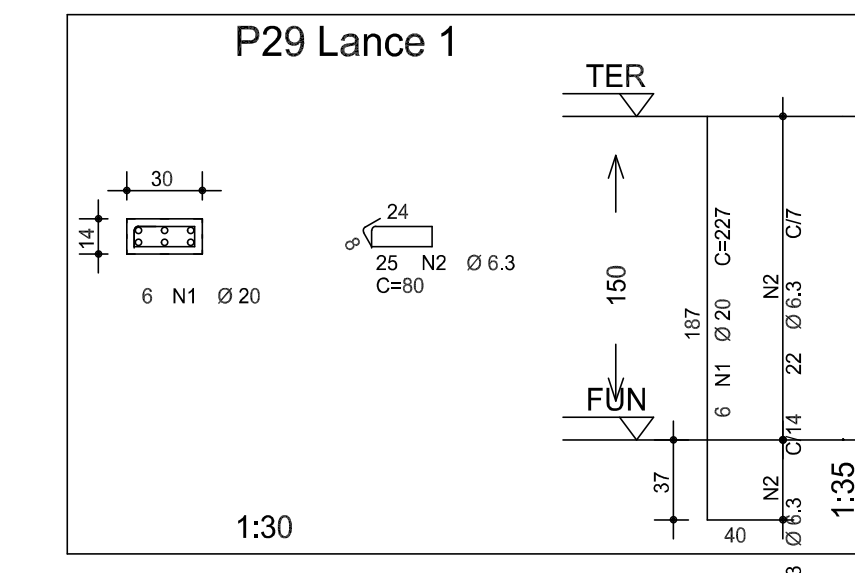 P29 Lance 1
TER
30
14
24
8
25 N2 Ø 6.3
C=80
6 N1 Ø 20
150
187
6 N1 Ø 20 C=227
22 N2 Ø 6.3 C/7
FUN
37
3 N2 Ø 6.3 C/14
40
1:30
1:35